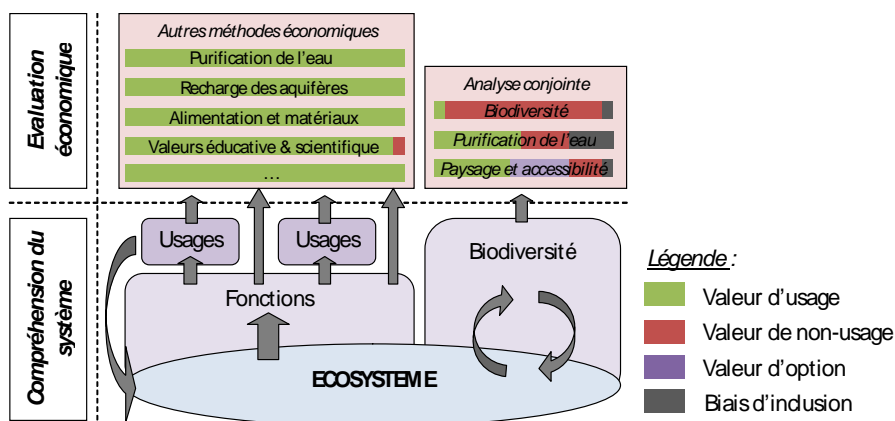 Evaluation
économique
Autres méthodes économiques
Purification de l'eau
Recharge des aquifères
Alimentation et matériaux
Valeurs éducative & scientifique
…
Analyse conjointe
Biodiversité
Purification de l'eau
Paysage et accessibilité
Compréhension du
système
Usages
Usages
Fonctions
Biodiversité
ECOSYSTEME
Légende :
Valeur d'usage
Valeur de non-usage
Valeur d'option
Biais d'inclusion